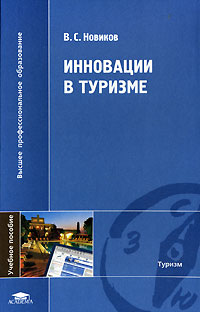 В. С. Новиков
ИННОВАЦИИ
В ТУРИЗМЕ
Высшее профессиональное образование
Учебное пособие
Туризм
С
З
Ю
ACADEMA